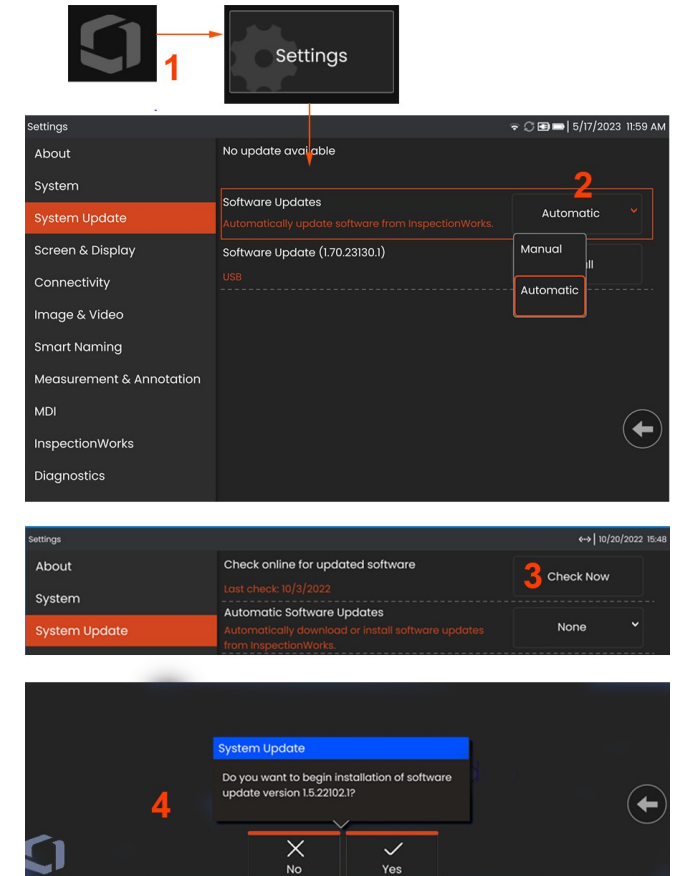 1
Settings
Settings
5/17/2023 11:59 AM
About
No update available
System
2
System Update
Software Updates
Automatically update software from InspectionWorks.
Automatic
Screen & Display
Software Update (1.70.23130.1)
USB
Manual
Automatic
Connectivity
Image & Video
Smart Naming
Measurement & Annotation
MDI
InspectionWorks
Diagnostics
Settings
10/20/2022 15:48
About
Check online for updated software
Last check: 10/3/2022
3
Check Now
System
System Update
Automatic Software Updates
Automatically download or install software updates
from InspectionWorks.
None
System Update
Do you want to begin installation of software
update version 1.5.22102.1?
4
No
Yes